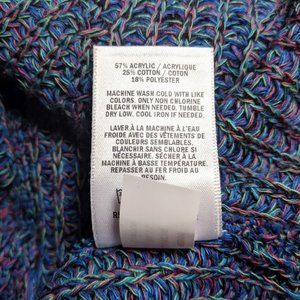 57% ACRYLIC / ACRYLIQUE
25% COTTON / COTON
18% POLYESTER
MACHINE WASH COLD WITH LIKE
COLORS. ONLY NON CHLORINE
BLEACH WHEN NEEDED. TUMBLE
DRY LOW. COOL IRON IF NEEDED.
LAVER À LA MACHINE À L'EAU
FROIDE AVEC DES VÊTEMENTS DE
COULEURS SEMBLABLES.
BLANCHIR SANS CHLORE SI
NÉCESSAIRE. SÉCHER À LA
MACHINE À BASSE TEMPÉRATURE.
REPASSER AU FER FROID AU
BESOIN.